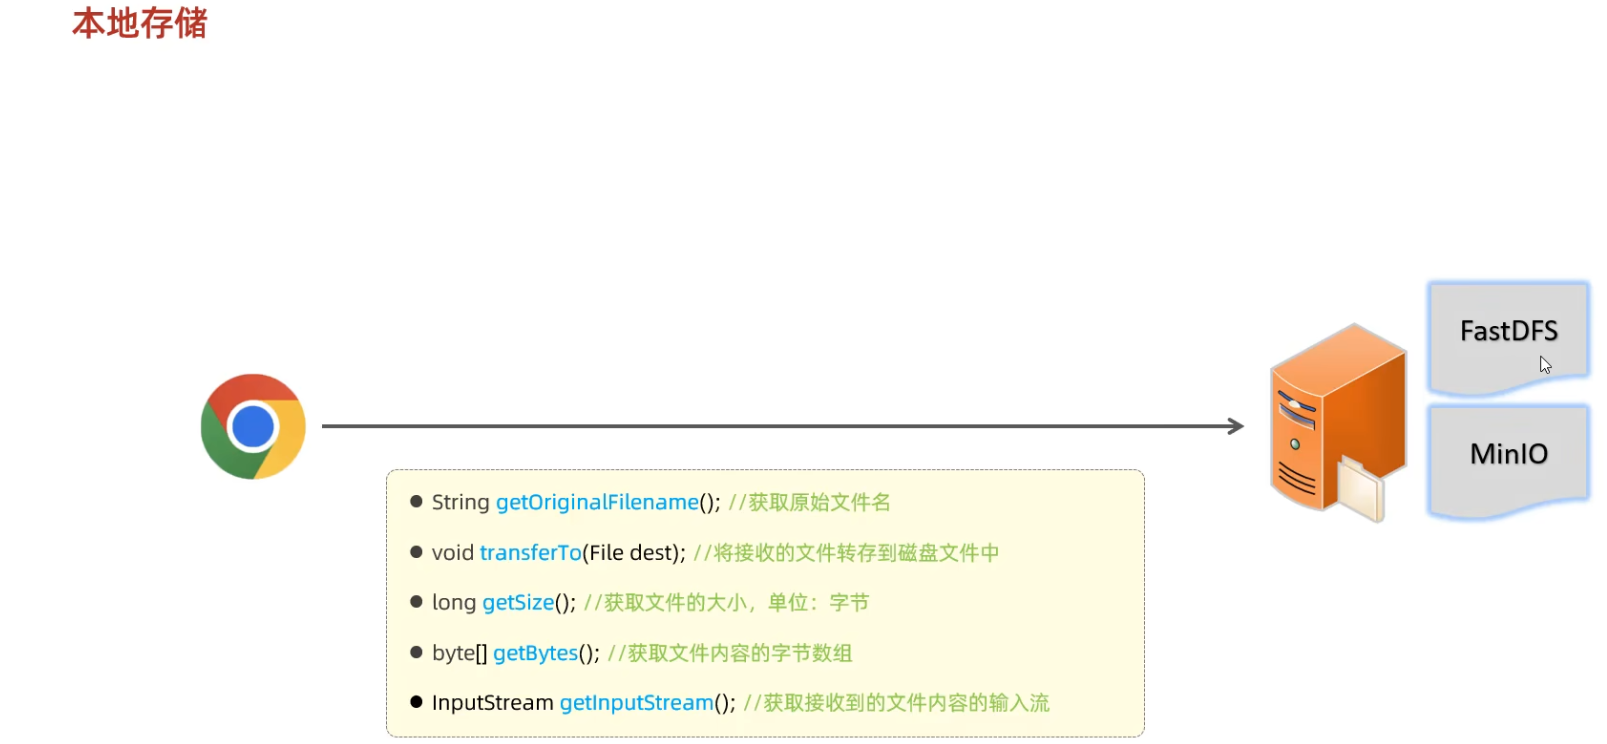 本地存储
FastDFS
MinIO
● String getOriginalFilename(); //获取原始文件名
● void transferTo(File dest); //将接收的文件转存到磁盘文件中
● long getSize(); //获取文件的大小，单位：字节
● byte[] getBytes(); //获取文件内容的字节数组
● InputStream getInputStream(); //获取接收到的文件内容的输入流